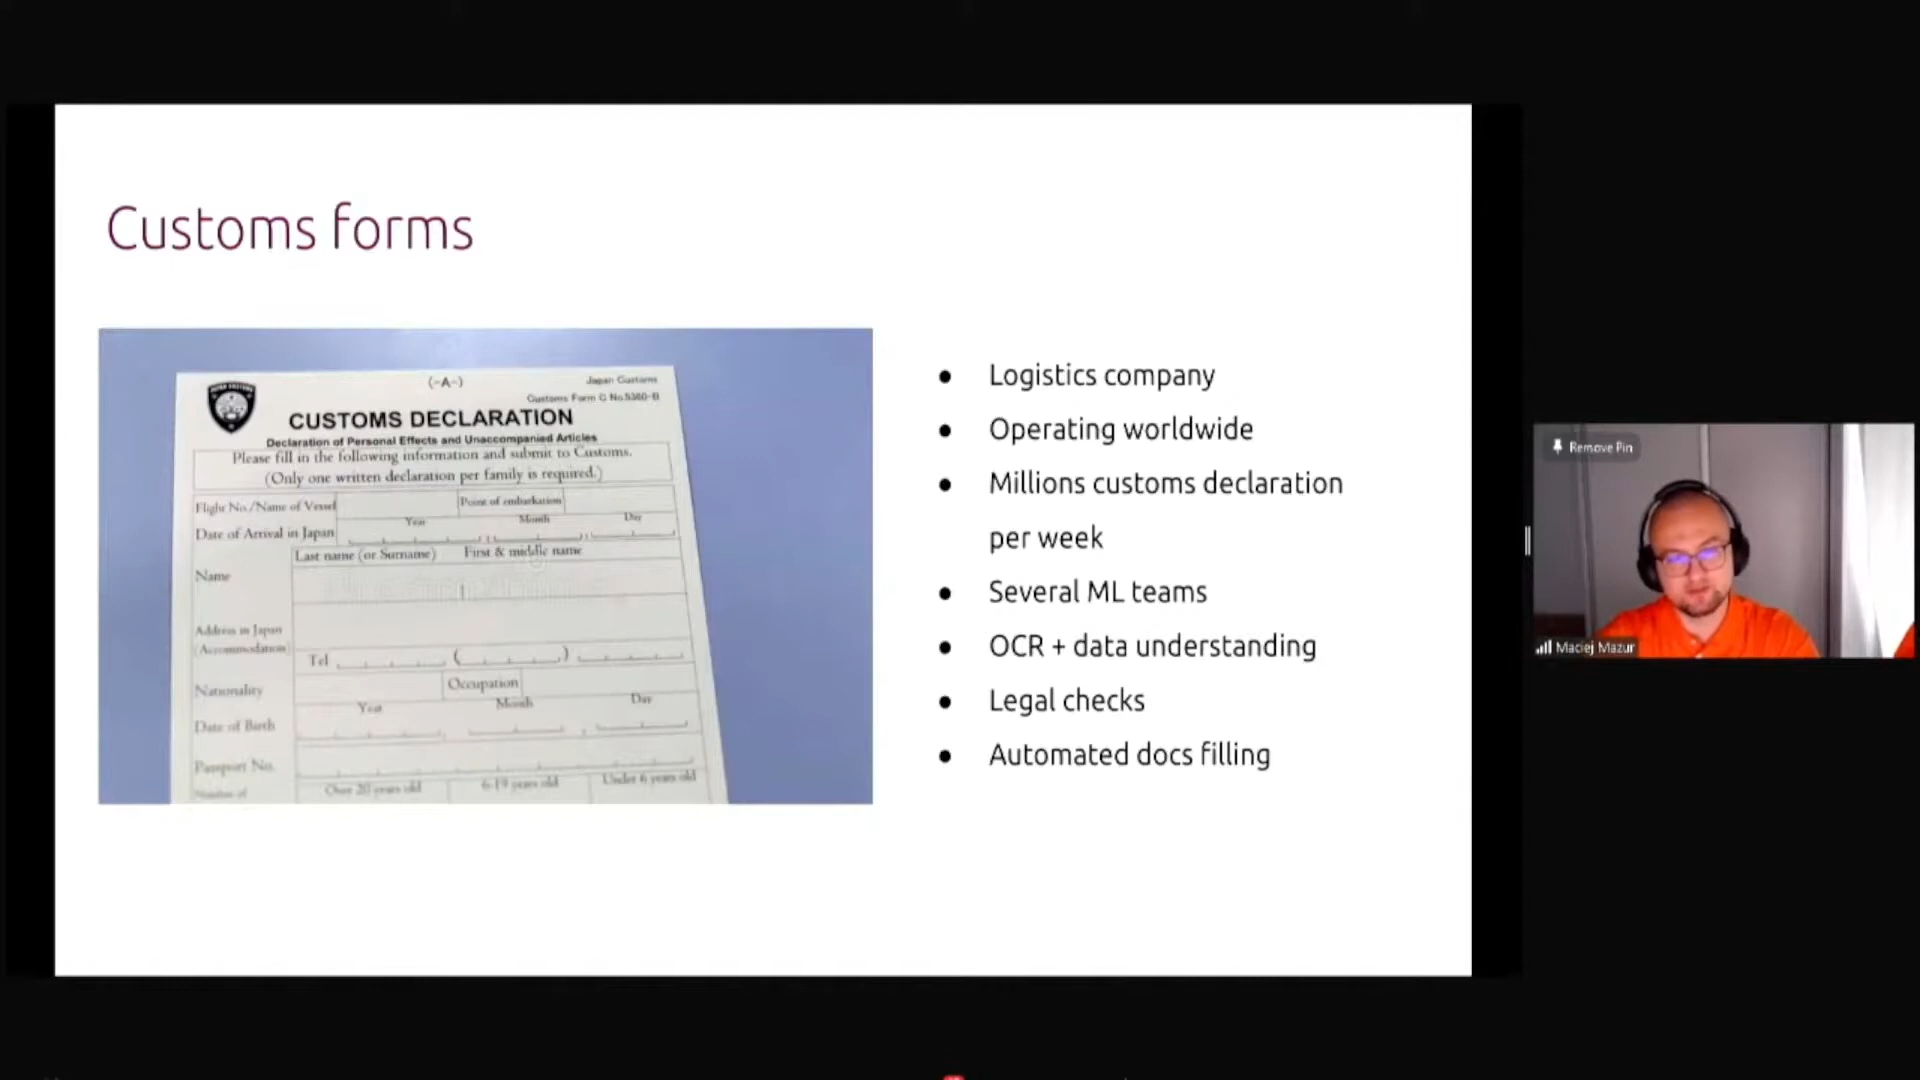 Customs forms
(-A-)
Japan Customs
Customs Form C No.5360-B
CUSTOMS DECLARATION
Declaration of Personal Effects and Unaccompanied Articles
Please fill in the following information and submit to Customs.
(Only one written declaration per family is required.)
Flight No./Name of Vessel
Point of embarkation
Year Month Day
Date of Arrival in Japan
Last name (or Surname) First & middle name
Name
Address in Japan
(Accommodation)
Tel ( )
Nationality
Occupation
Year Month Day
Date of Birth
Passport No.
Number of
Over 20 years old 6-19 years old Under 6 years old
• Logistics company
• Operating worldwide
• Millions customs declaration
per week
• Several ML teams
• OCR + data understanding
• Legal checks
• Automated docs filling
Remove Pin
Maciej Mazur